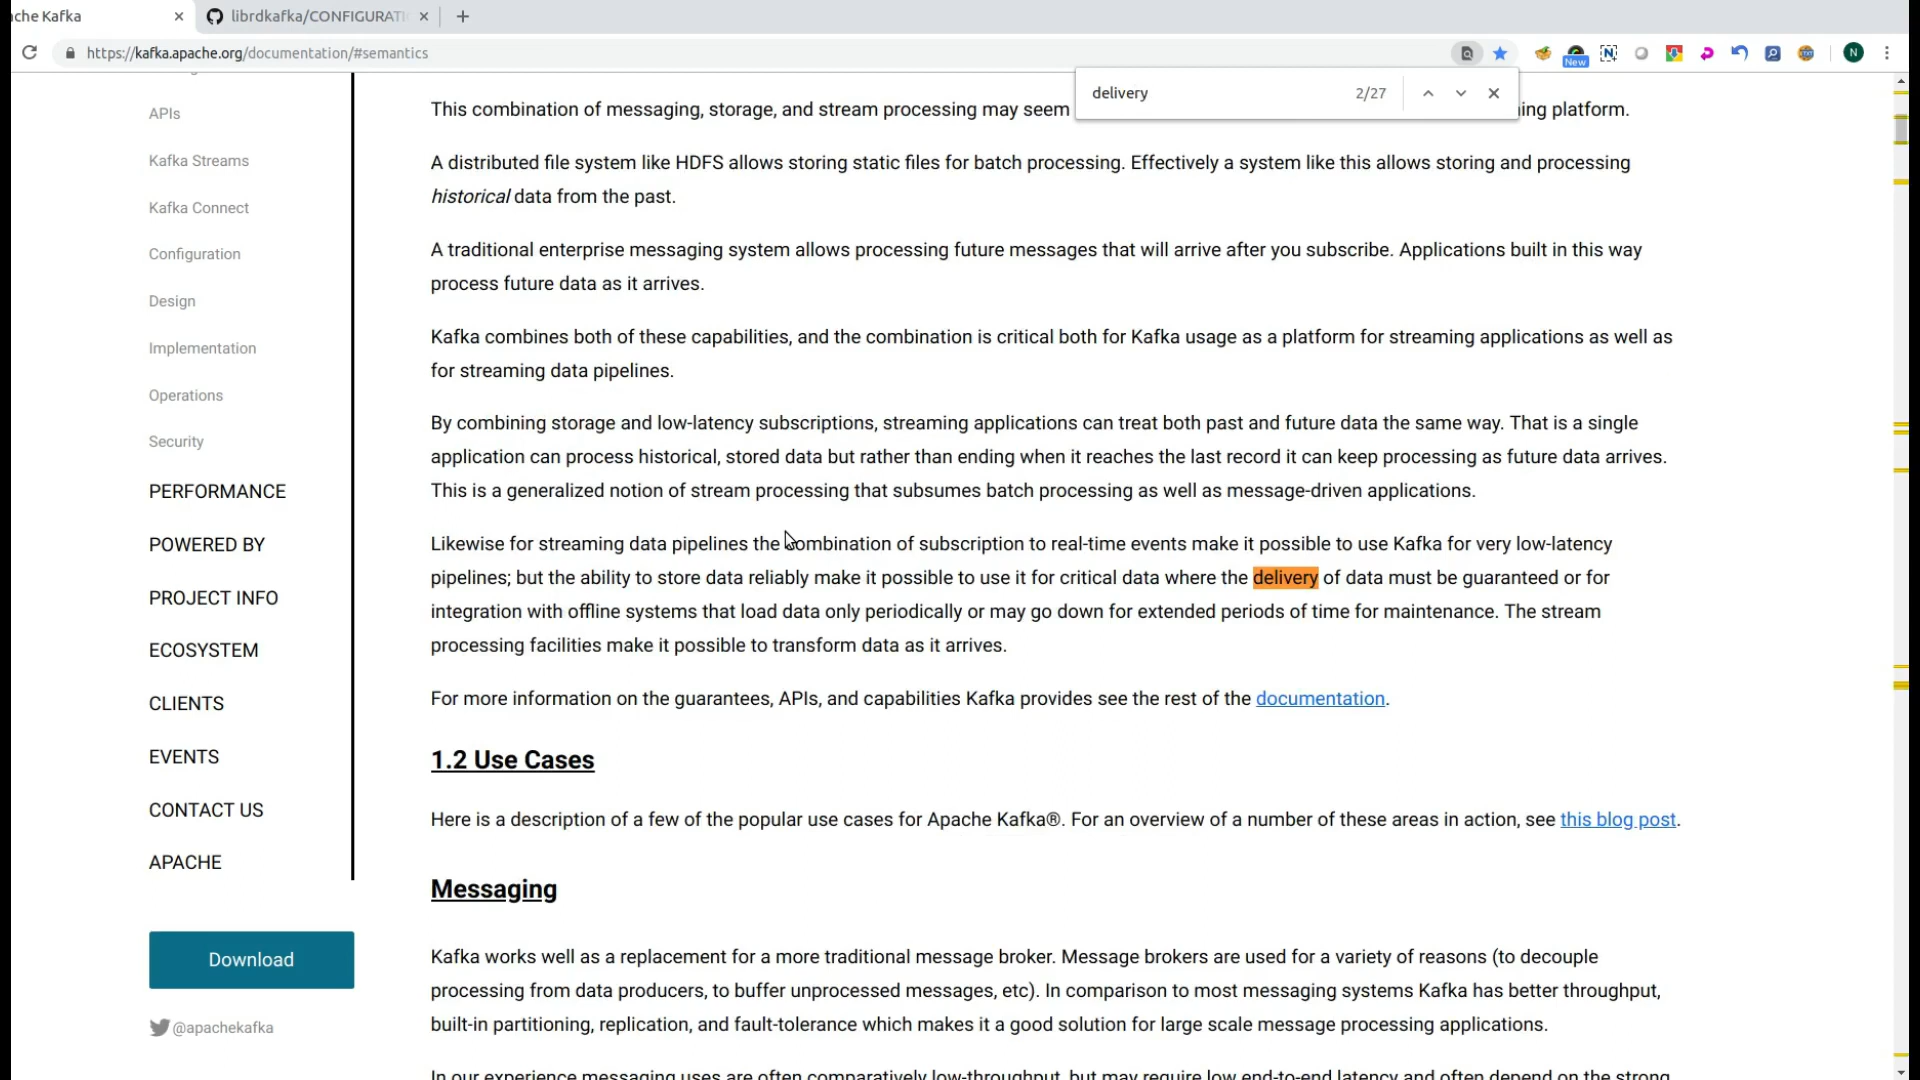 che Kafka
librdkafka/CONFIGURATI
https://kafka.apache.org/documentation/#semantics
New
N
N
delivery
2/27
APIs
Kafka Streams
Kafka Connect
Configuration
Design
Implementation
Operations
Security
PERFORMANCE
POWERED BY
PROJECT INFO
ECOSYSTEM
CLIENTS
EVENTS
CONTACT US
APACHE
Download
@apachekafka
This combination of messaging, storage, and stream processing may seem
ing platform.
A distributed file system like HDFS allows storing static files for batch processing. Effectively a system like this allows storing and processing
historical data from the past.
A traditional enterprise messaging system allows processing future messages that will arrive after you subscribe. Applications built in this way
process future data as it arrives.
Kafka combines both of these capabilities, and the combination is critical both for Kafka usage as a platform for streaming applications as well as
for streaming data pipelines.
By combining storage and low-latency subscriptions, streaming applications can treat both past and future data the same way. That is a single
application can process historical, stored data but rather than ending when it reaches the last record it can keep processing as future data arrives.
This is a generalized notion of stream processing that subsumes batch processing as well as message-driven applications.
Likewise for streaming data pipelines the combination of subscription to real-time events make it possible to use Kafka for very low-latency
pipelines; but the ability to store data reliably make it possible to use it for critical data where the delivery of data must be guaranteed or for
integration with offline systems that load data only periodically or may go down for extended periods of time for maintenance. The stream
processing facilities make it possible to transform data as it arrives.
For more information on the guarantees, APIs, and capabilities Kafka provides see the rest of the documentation.
1.2 Use Cases
Here is a description of a few of the popular use cases for Apache Kafka®. For an overview of a number of these areas in action, see this blog post.
Messaging
Kafka works well as a replacement for a more traditional message broker. Message brokers are used for a variety of reasons (to decouple
processing from data producers, to buffer unprocessed messages, etc). In comparison to most messaging systems Kafka has better throughput,
built-in partitioning, replication, and fault-tolerance which makes it a good solution for large scale message processing applications.
In our experience messaging uses are often comparatively low-throughput, but may require low end-to-end latency and often depend on the strong